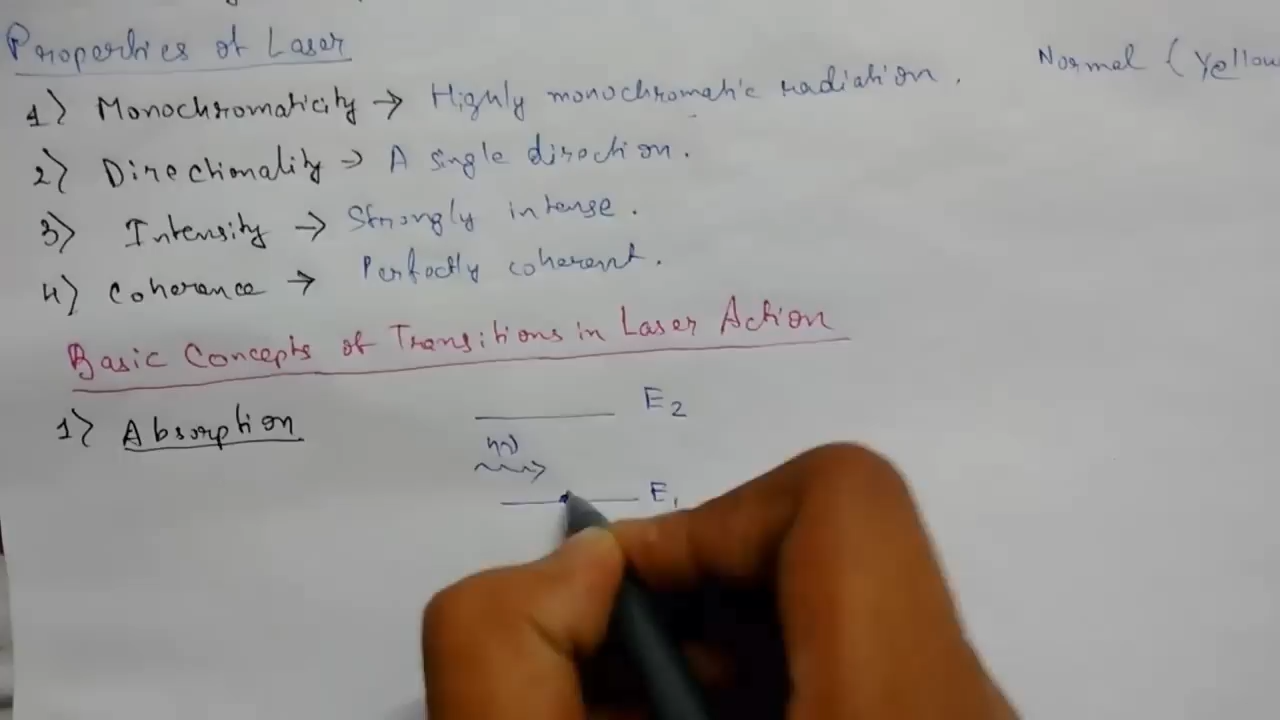 Properties of Laser
Normal (Yellow
1) Monochromaticity → Highly monochromatic radiation.
2) Directionality → A single direction.
3) Intensity → Strongly intense.
4) Coherence → Perfectly coherent.
Basic Concepts of Transitions in Laser Action
1) Absorption
E2
hν
E1